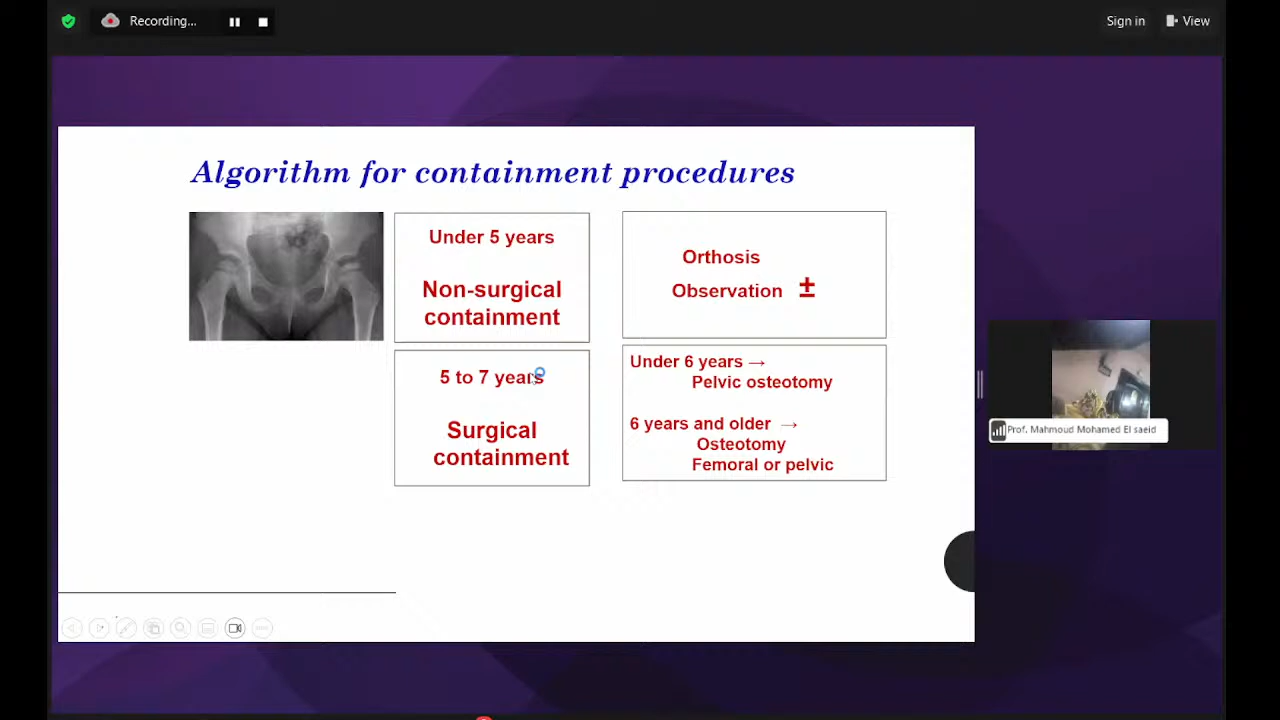 Recording...
Sign in
View
Algorithm for containment procedures
Under 5 years
Non-surgical
containment
Orthosis
Observation ±
5 to 7 years
Surgical
containment
Under 6 years →
Pelvic osteotomy
6 years and older →
Osteotomy
Femoral or pelvic
Prof. Mahmoud Mohamed El saeid